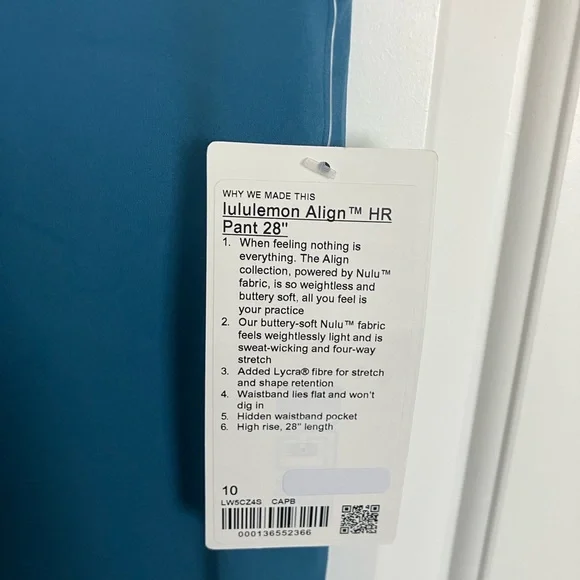 WHY WE MADE THIS
lululemon Align™ HR
Pant 28"
1. When feeling nothing is
everything. The Align
collection, powered by Nulu™
fabric, is so weightless and
buttery soft, all you feel is
your practice
2. Our buttery-soft Nulu™ fabric
feels weightlessly light and is
sweat-wicking and four-way
stretch
3. Added Lycra® fibre for stretch
and shape retention
4. Waistband lies flat and won't
dig in
5. Hidden waistband pocket
6. High rise, 28" length
10
LW5CZ4S CAPB
000136552366